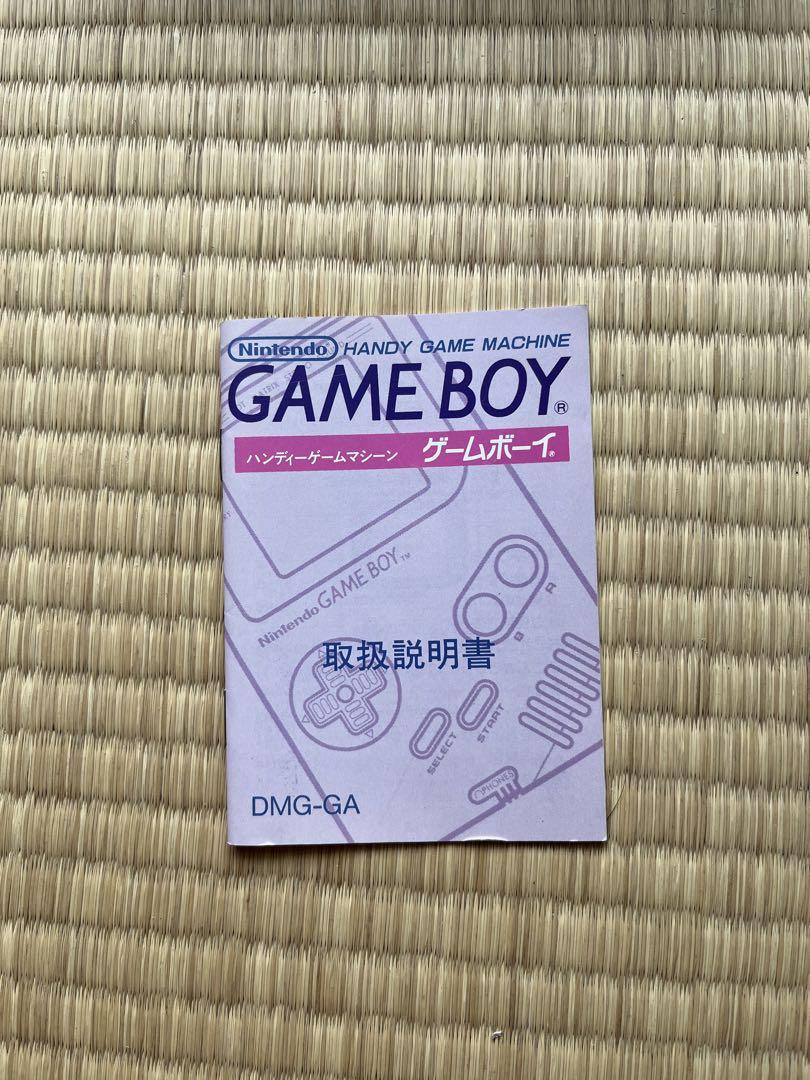 Nintendo HANDY GAME MACHINE
GAME BOY®
ハンディーゲームマシーン ゲームボーイ®
Nintendo GAME BOY™
A
B
取扱説明書
SELECT
START
PHONES
DMG-GA